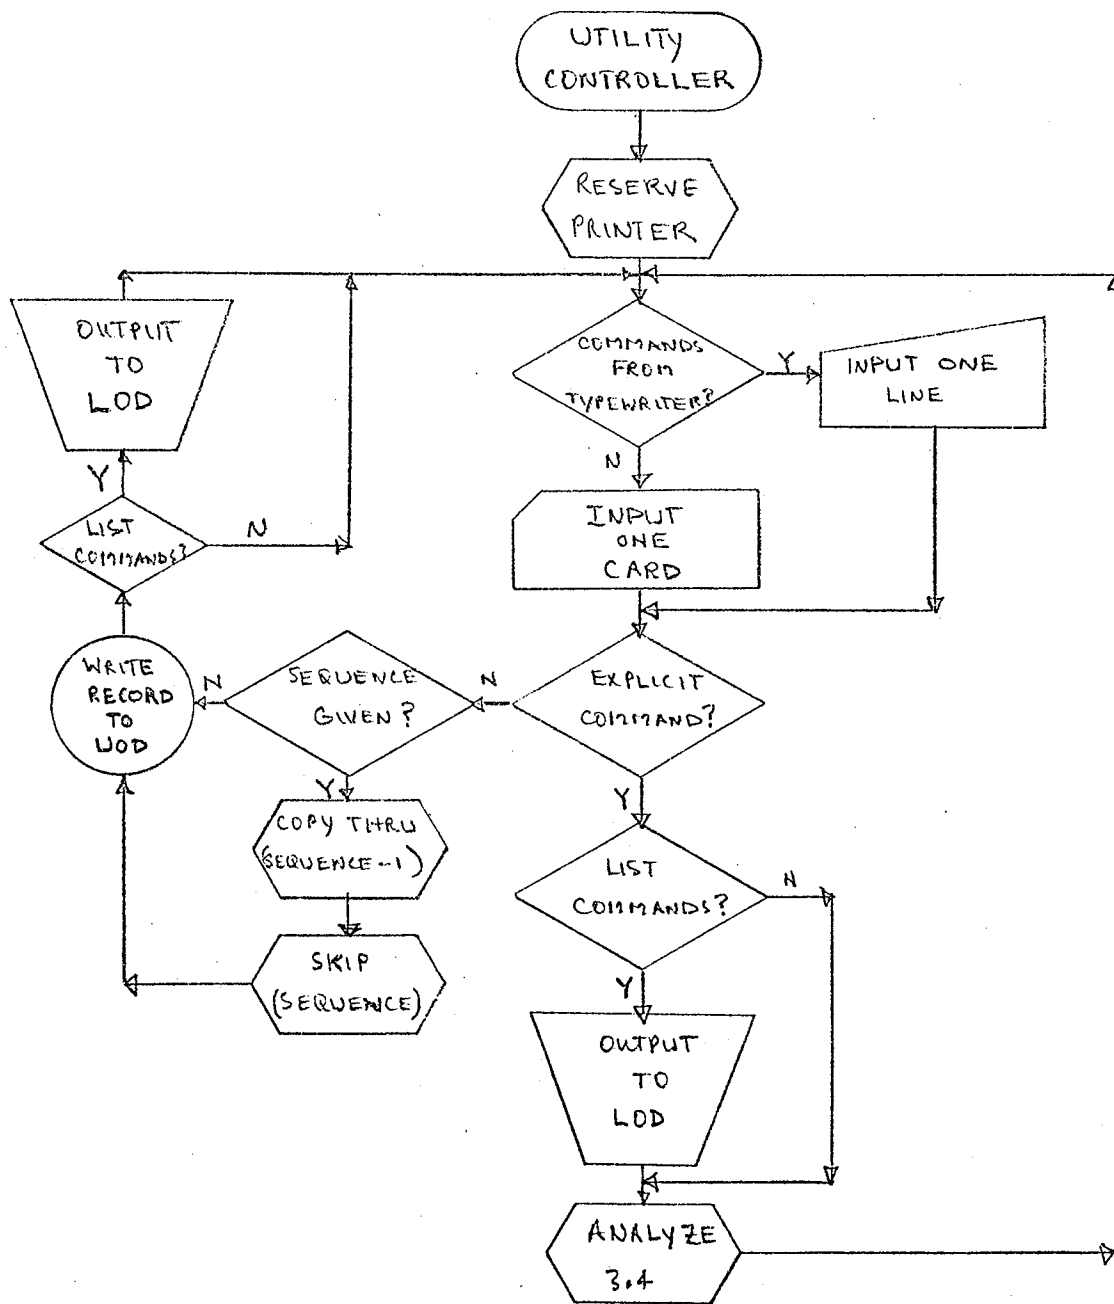 UTILITY
CONTROLLER
RESERVE
PRINTER
OUTPUT
TO
LOD
COMMANDS
FROM
TYPEWRITER?
Y
INPUT ONE
LINE
N
Y
LIST
COMMANDS?
N
INPUT
ONE
CARD
WRITE
RECORD
TO
UOD
N
SEQUENCE
GIVEN?
N
EXPLICIT
COMMAND?
Y
COPY THRU
(SEQUENCE-1)
Y
LIST
COMMANDS?
N
SKIP
(SEQUENCE)
Y
OUTPUT
TO
LOD
ANALYZE
3.4